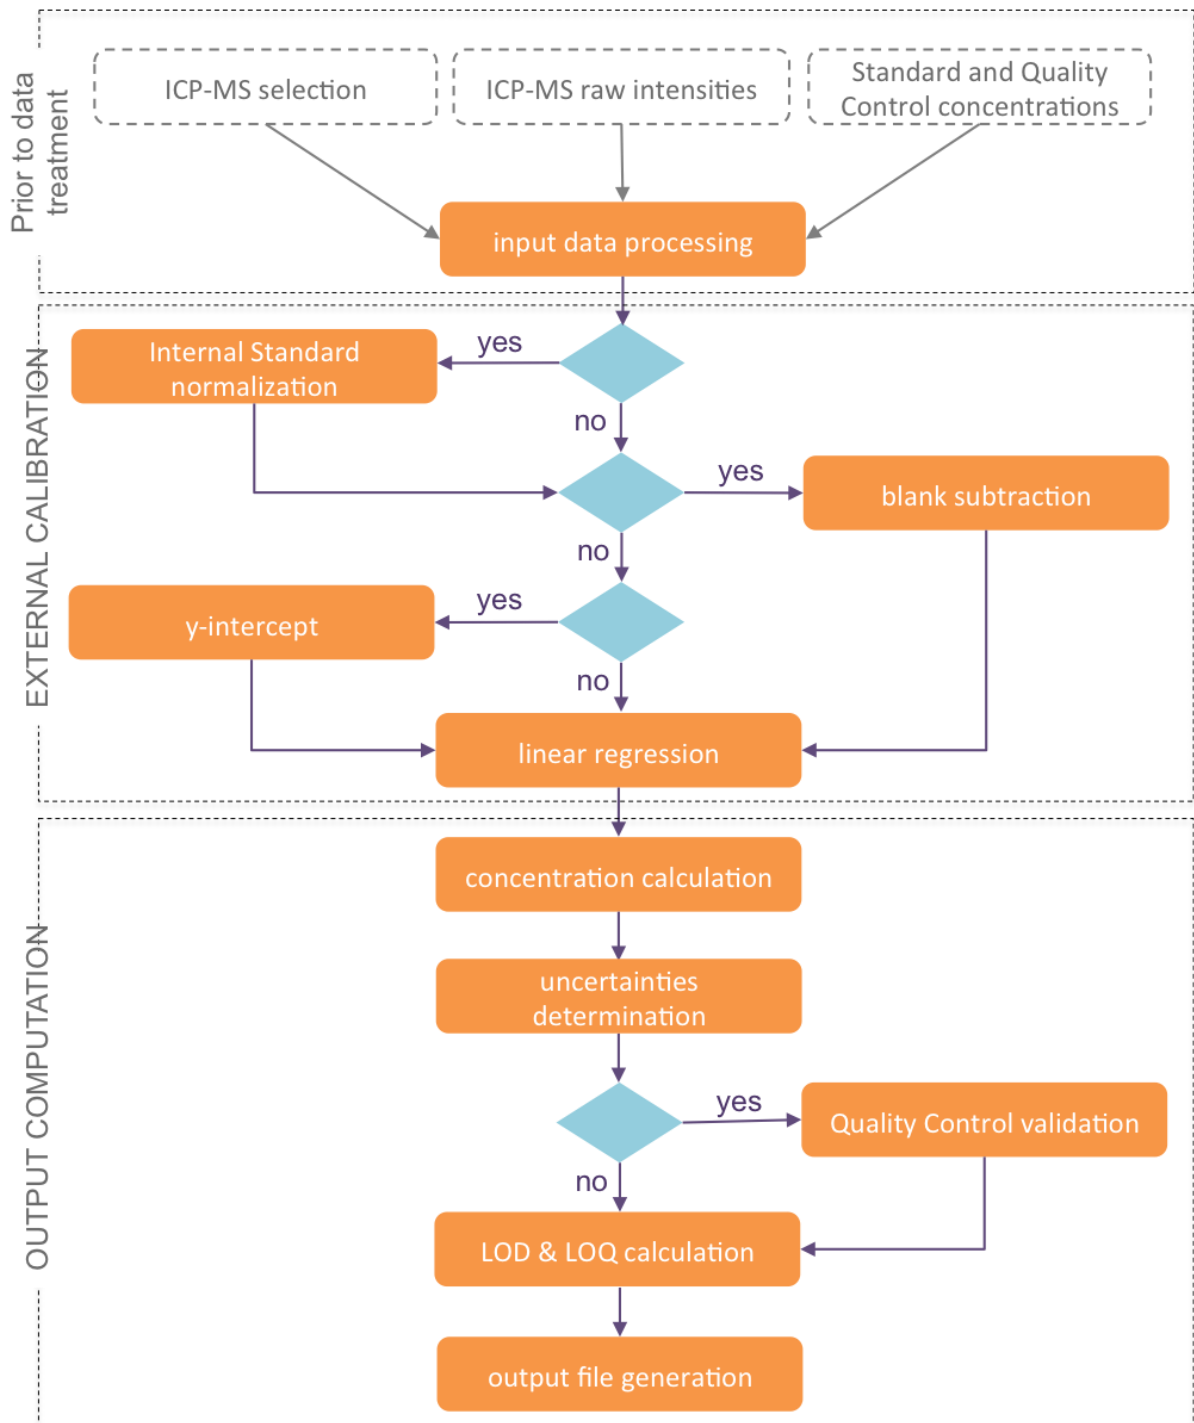 Prior to data
treatment
ICP-MS selection
ICP-MS raw intensities
Standard and Quality
Control concentrations
input data processing
EXTERNAL CALIBRATION
yes
Internal Standard
normalization
no
yes
blank subtraction
no
yes
y-intercept
no
linear regression
OUTPUT COMPUTATION
concentration calculation
uncertainties
determination
yes
Quality Control validation
no
LOD & LOQ calculation
output file generation